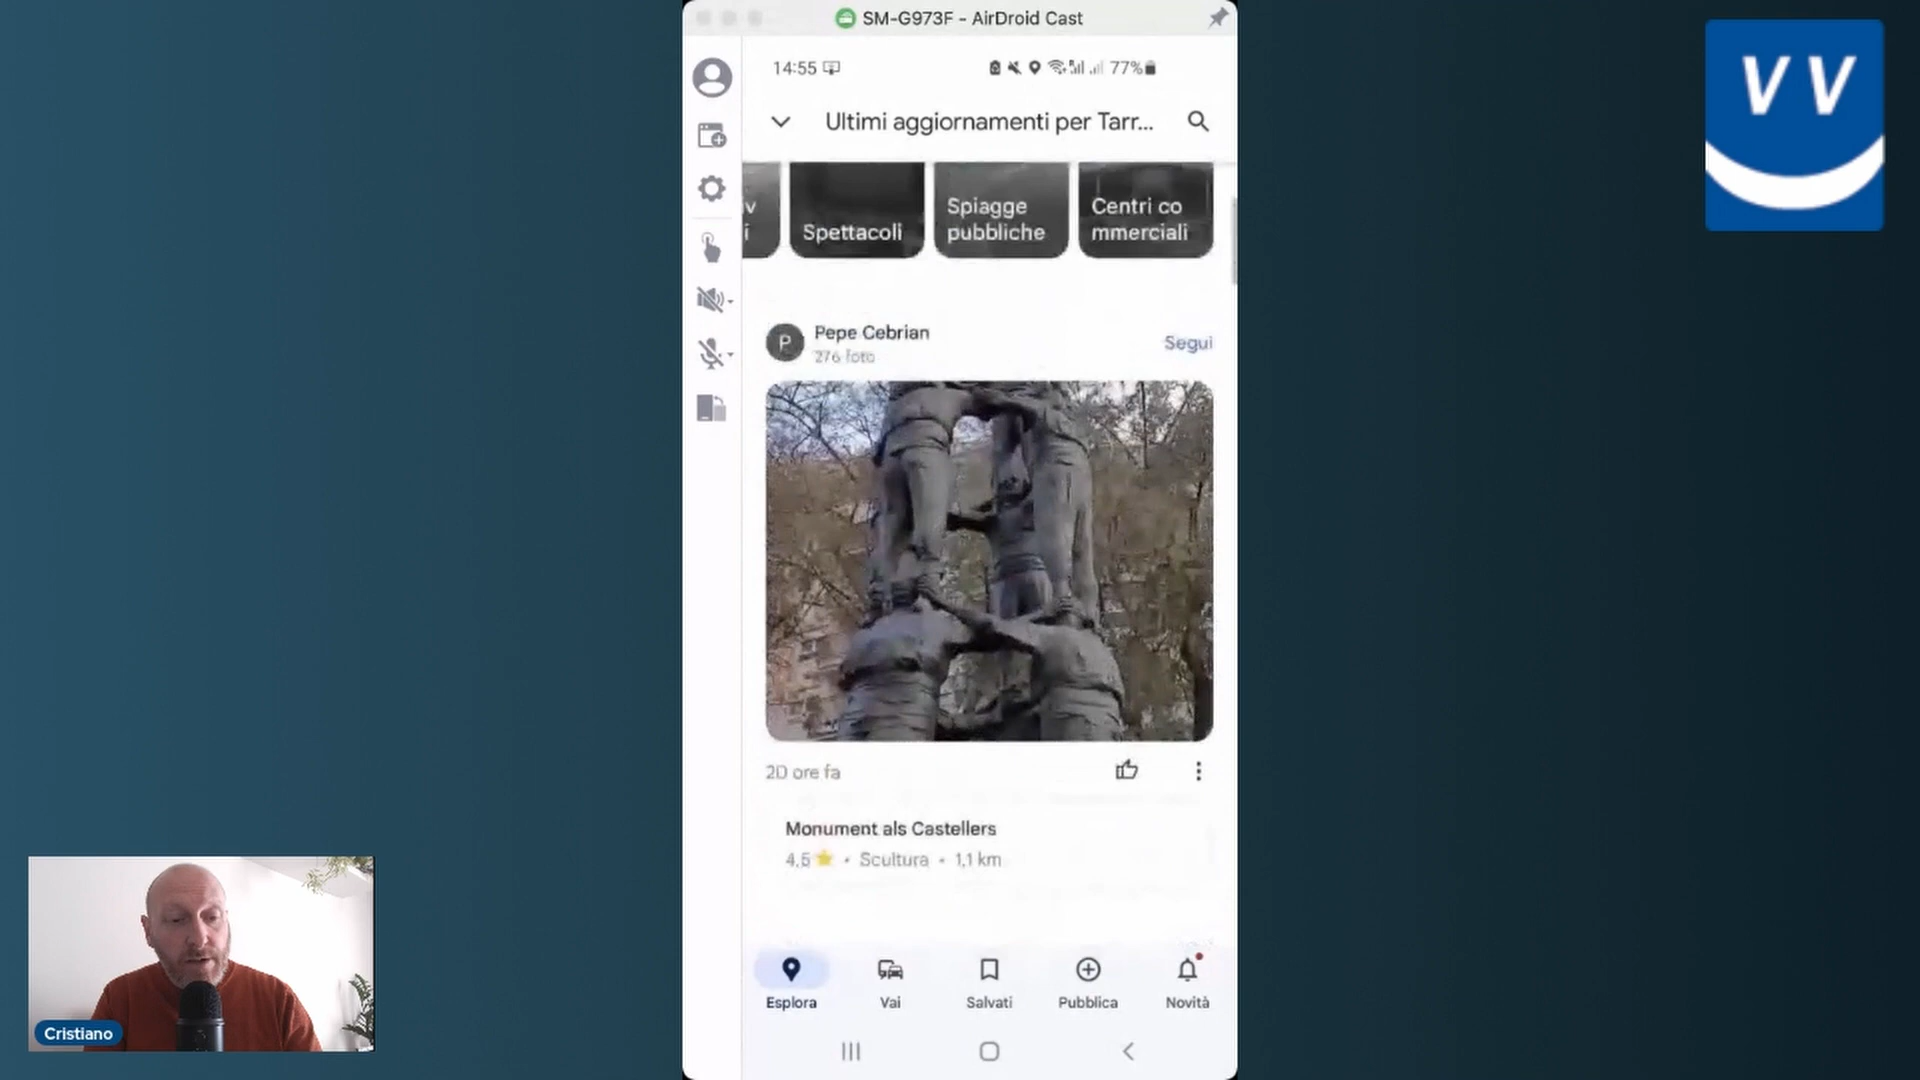 SM-G973F - AirDroid Cast
14:55
77%
Ultimi aggiornamenti per Tarr...
v
i
Spettacoli
Spiagge
pubbliche
Centri co
mmerciali
P
Pepe Cebrian
276 foto
Segui
20 ore fa
Monument als Castellers
4,5 · Scultura · 1,1 km
Esplora
Vai
Salvati
Pubblica
Novità
Cristiano
VV